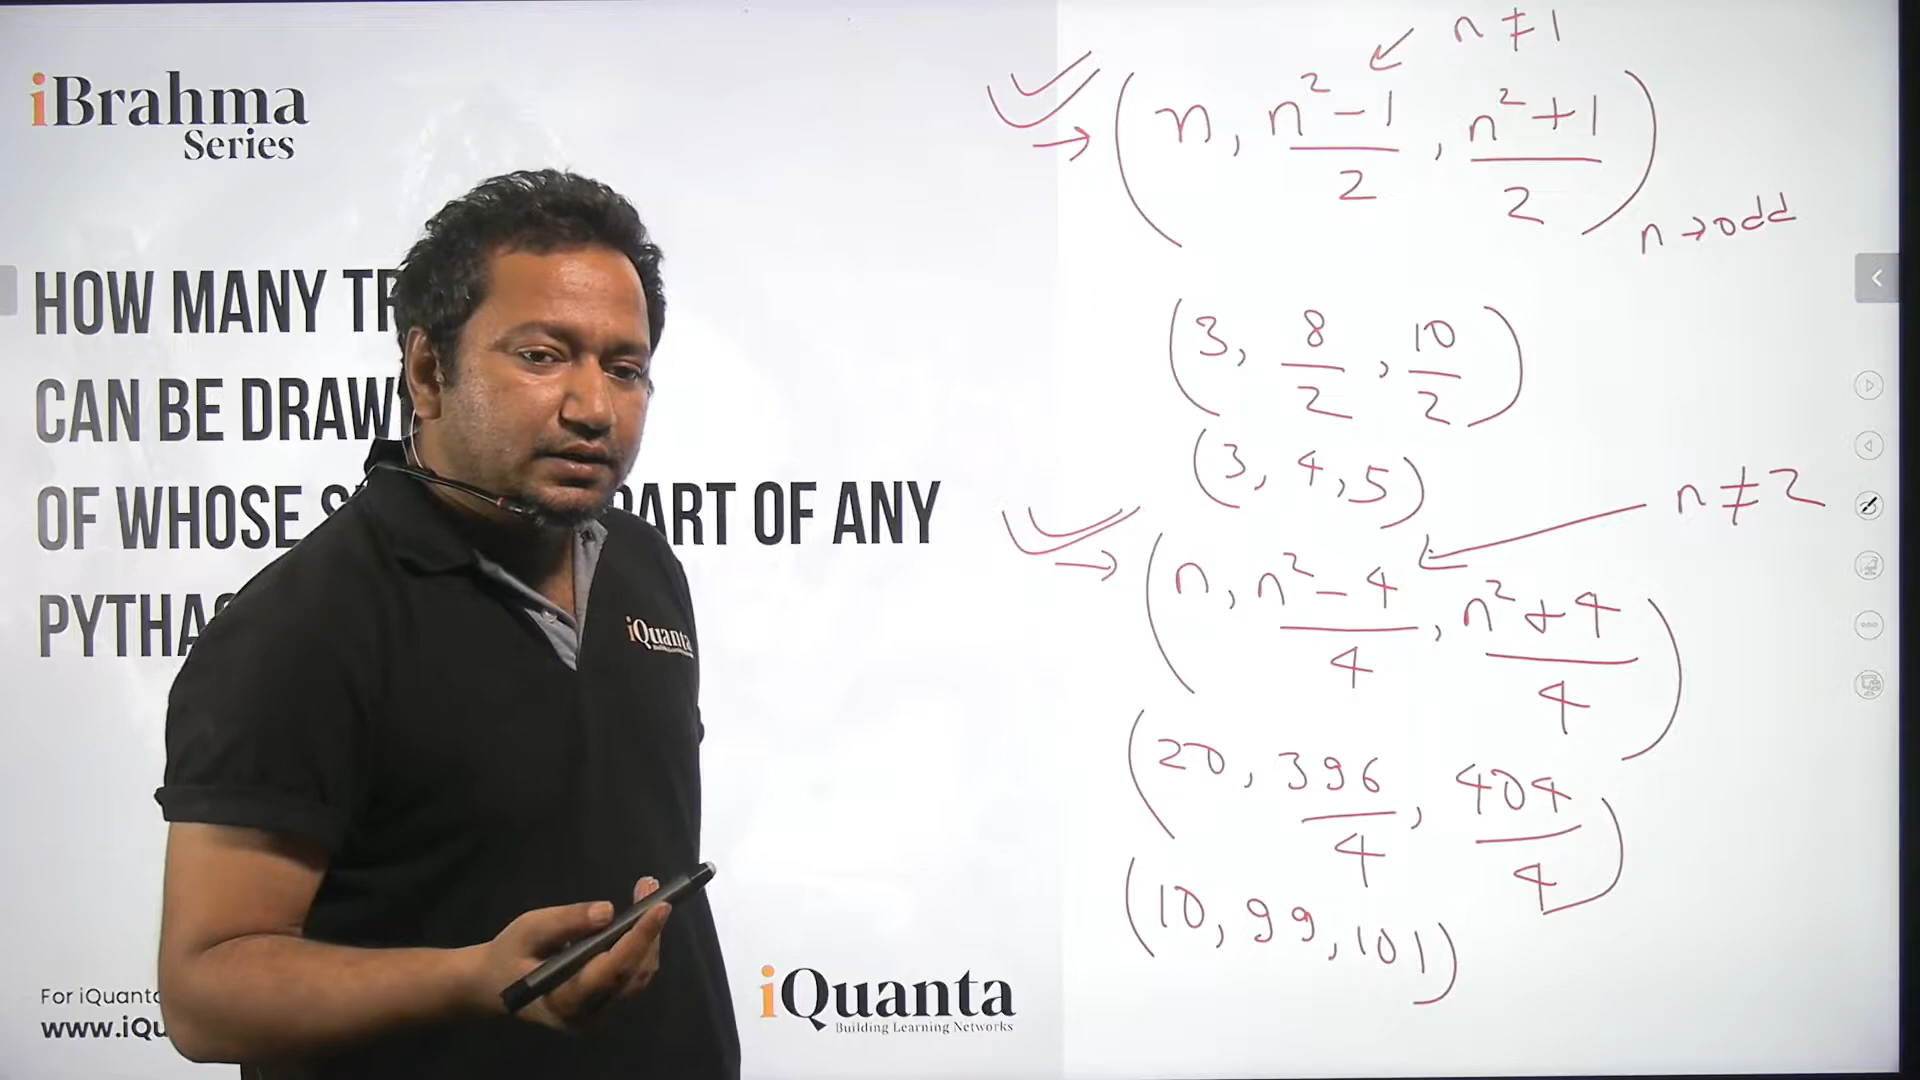 iBrahma
Series
HOW MANY
CAN BE DRAW
OF WHOSE PART OF ANY
PYTHA
For iQuanta
www.iQu
iQuanta
Building Learning Networks
iQuanta
n ≠ 1
(n, n²-1/2, n²+1/2)
n → odd
(3, 8/2, 10/2)
(3, 4, 5)
n ≠ 2
(n, n²-4/4, n²+4/4)
(20, 396/4, 404/4)
(10, 99, 101)